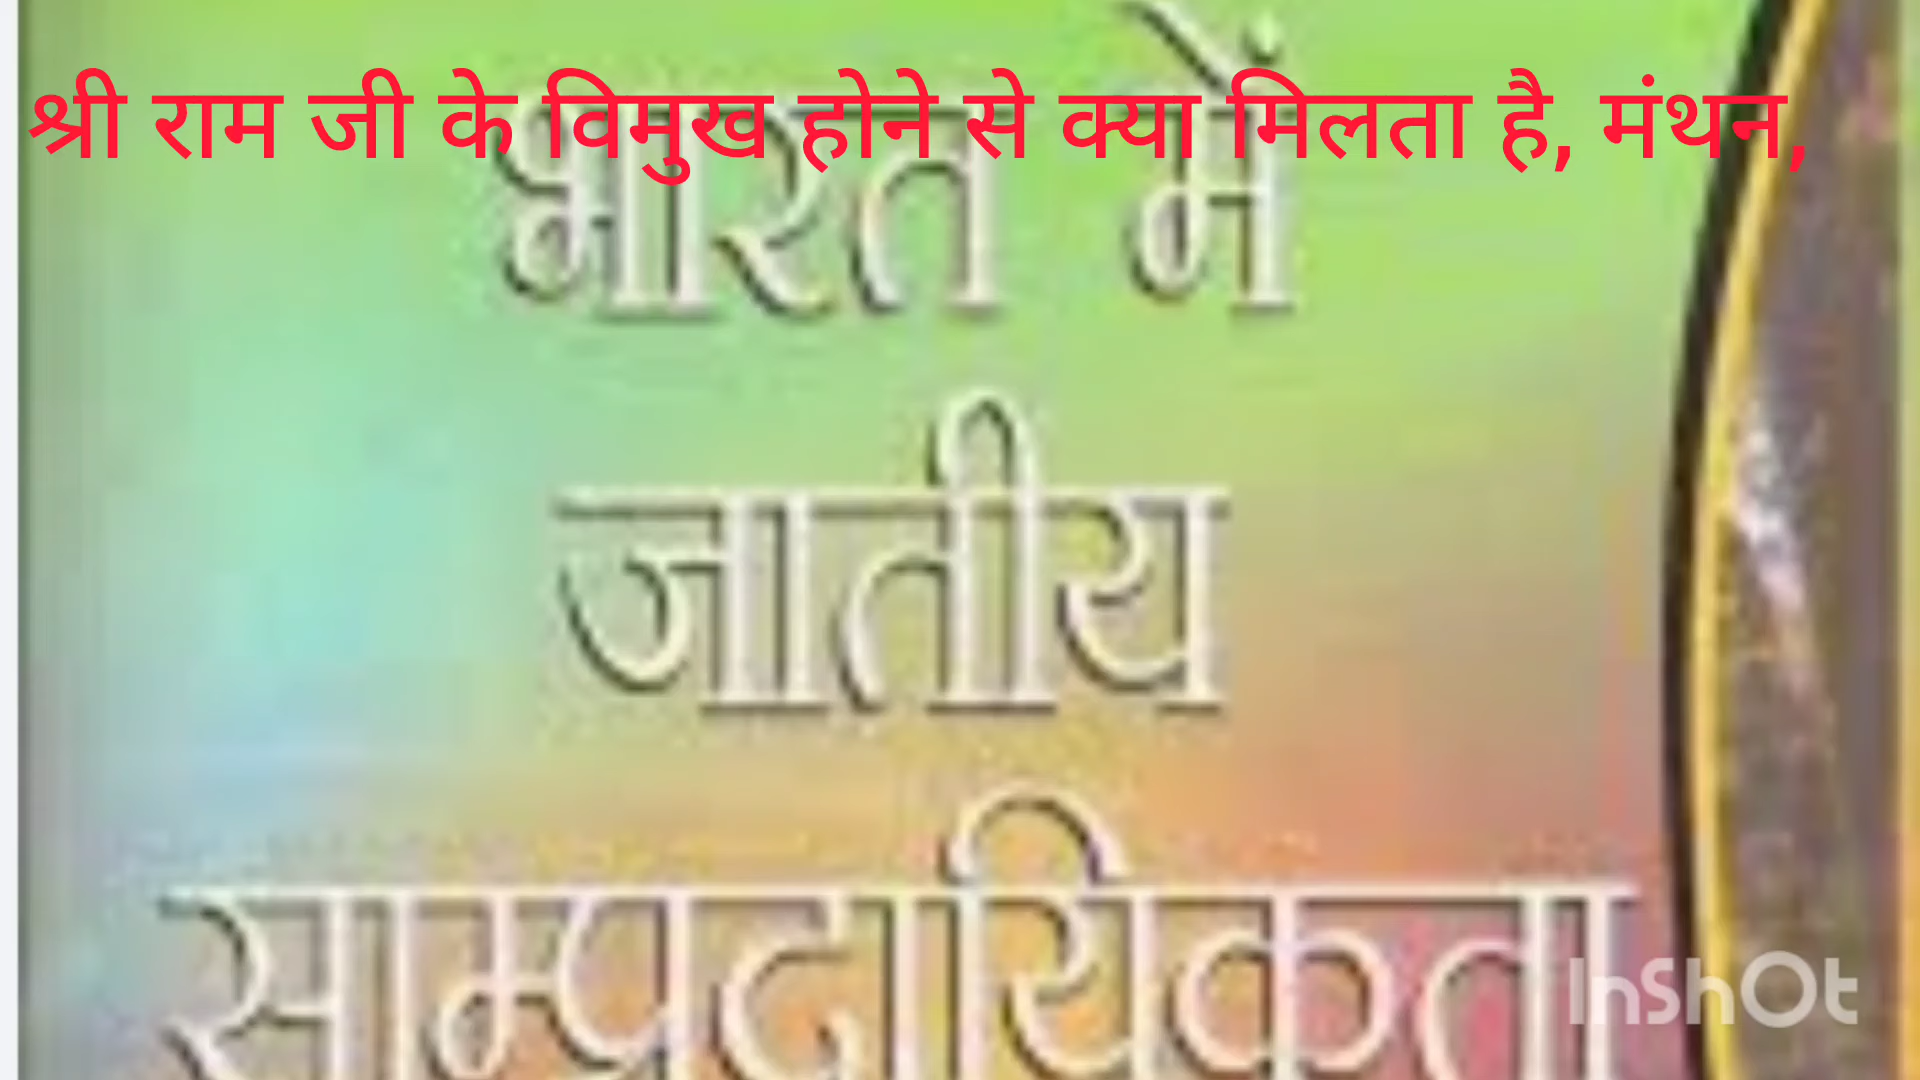 श्री राम जी के विमुख होने से क्या मिलता है, मंथन,
भारत में
जातीय
साम्प्रदायिकता
InShOt